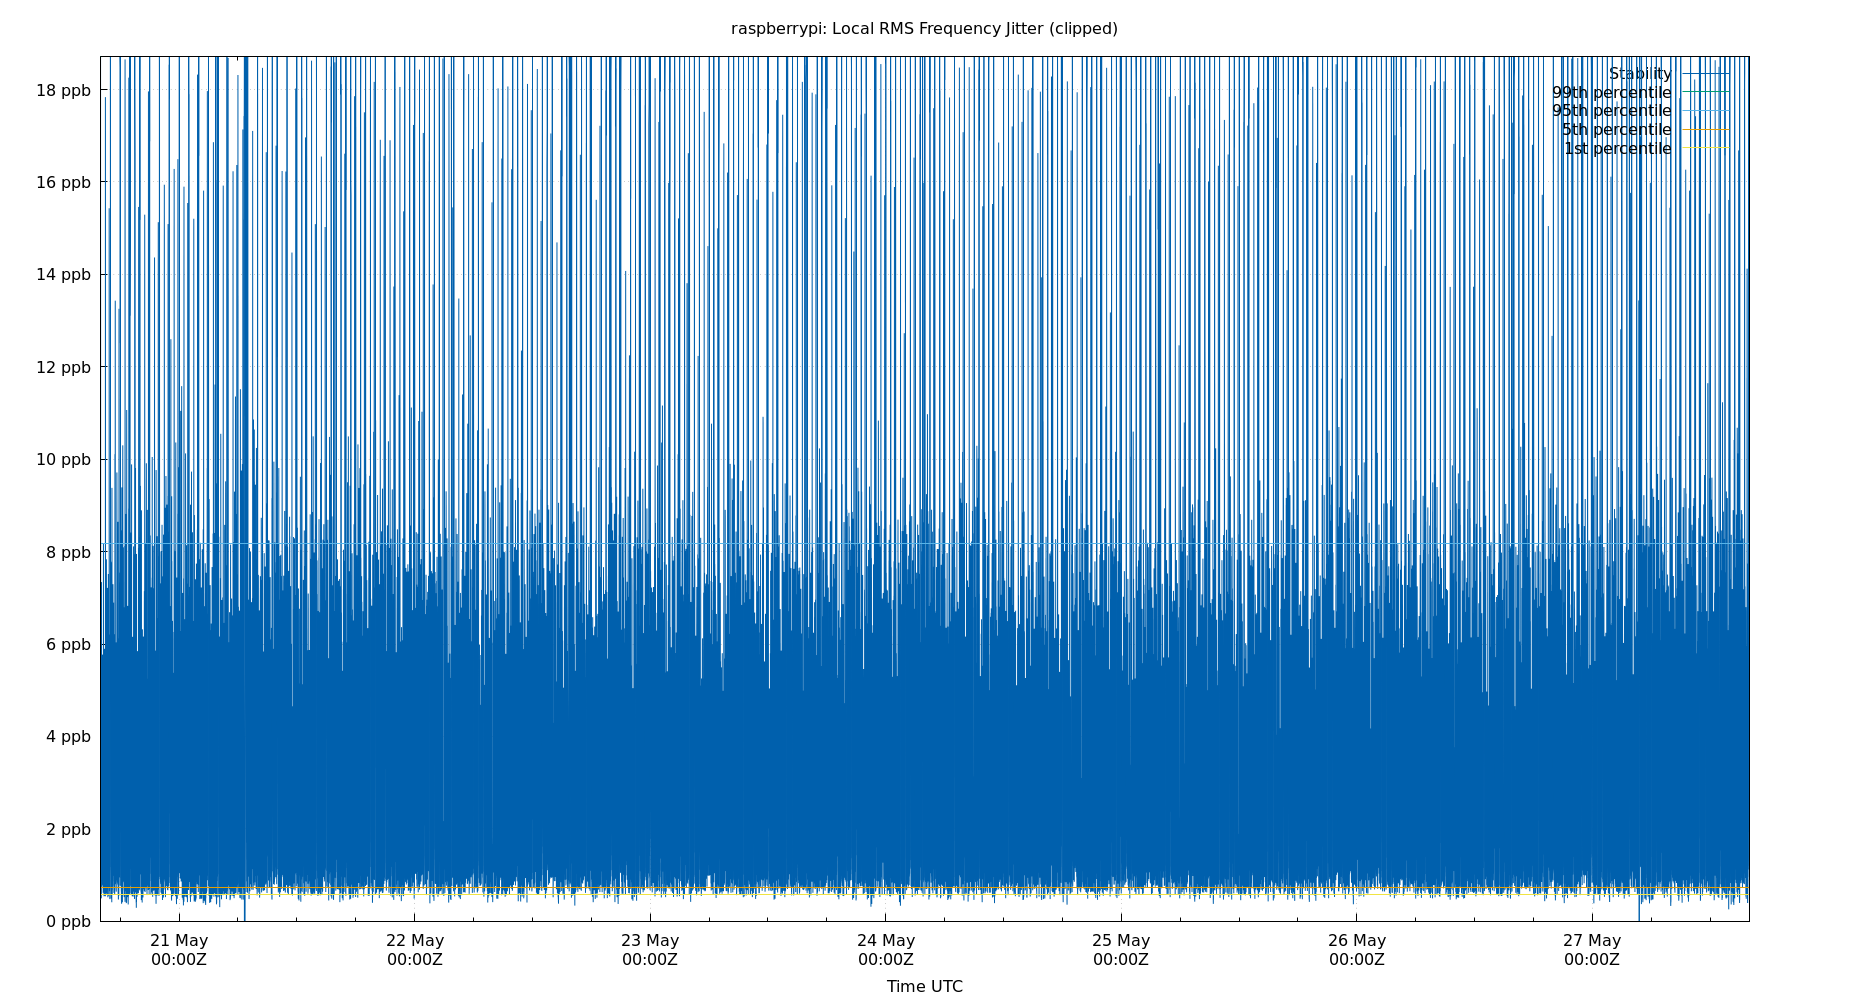 raspberrypi: Local RMS Frequency Jitter (clipped)
Stability
99th percentile
95th percentile
5th percentile
1st percentile
18 ppb
16 ppb
14 ppb
12 ppb
10 ppb
8 ppb
6 ppb
4 ppb
2 ppb
0 ppb
21 May 22 May 23 May 24 May 25 May 26 May 27 May
00:00Z 00:00Z 00:00Z 00:00Z 00:00Z 00:00Z 00:00Z
Time UTC